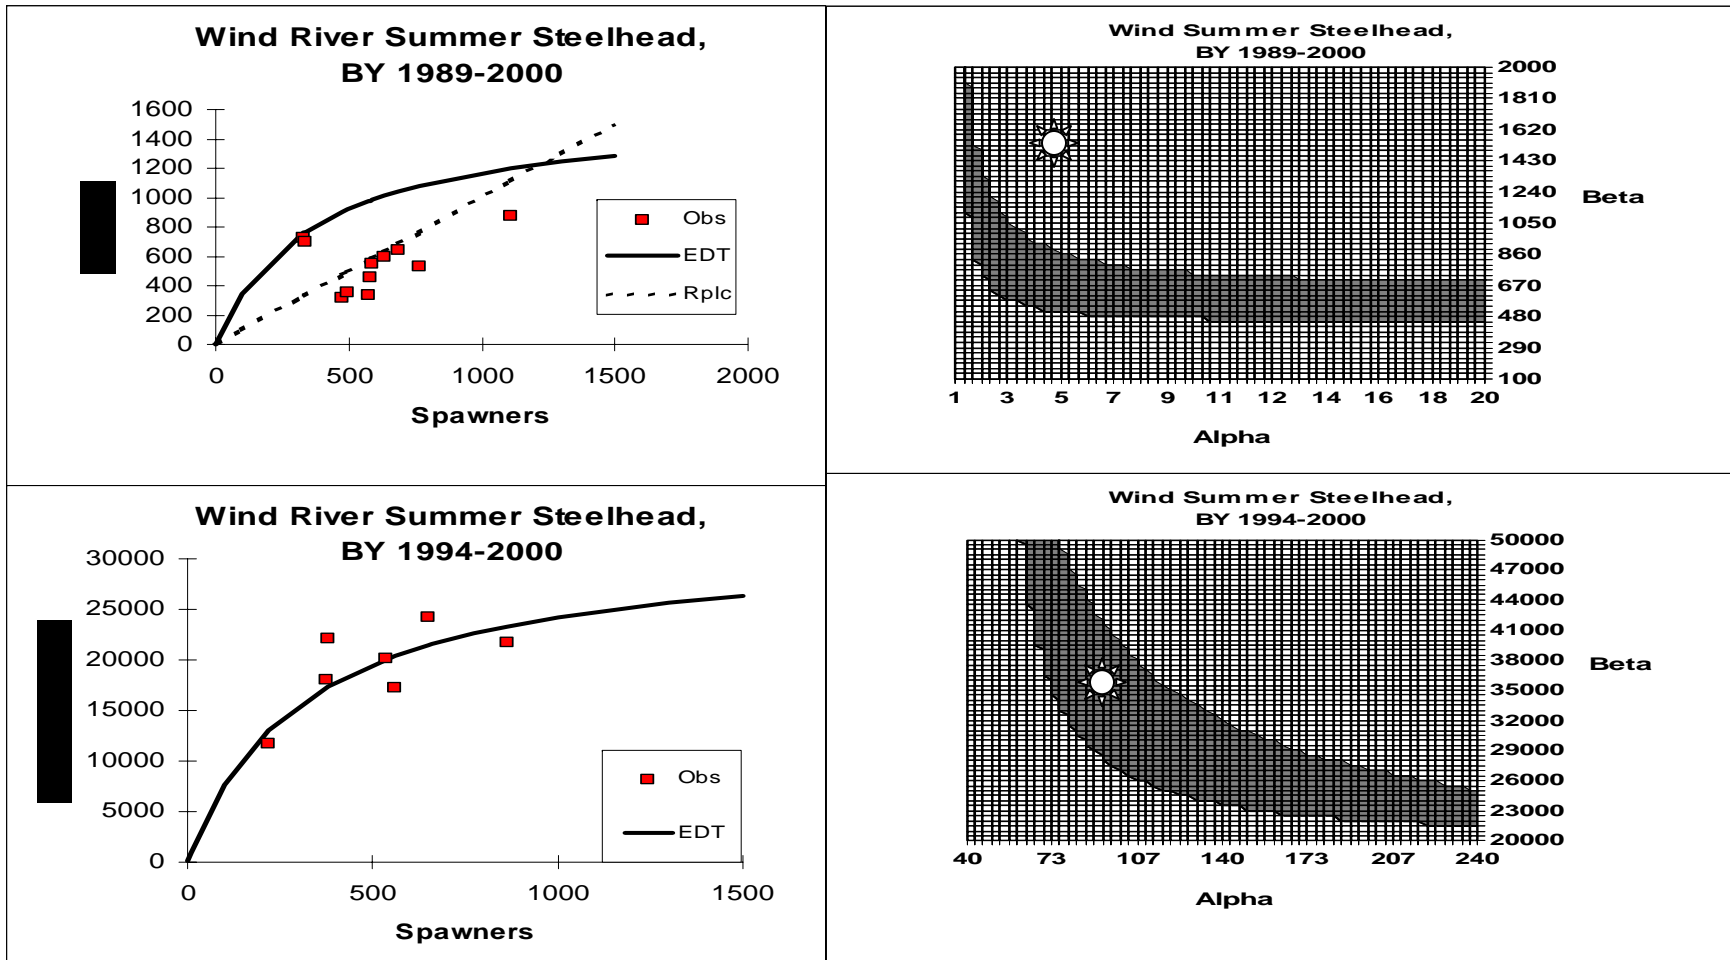 Wind River Summer Steelhead,
BY 1989-2000
1600
1400
1200
1000
800
600
400
200
0
0 500 1000 1500 2000
Spawners
Obs
EDT
Rplc
Wind Summer Steelhead,
BY 1989-2000
2000
1810
1620
1430
1240
1050
860
670
480
290
100
Beta
1 3 5 7 9 11 12 14 16 18 20
Alpha
Wind River Summer Steelhead,
BY 1994-2000
30000
25000
20000
15000
10000
5000
0
0 500 1000 1500
Spawners
Obs
EDT
Wind Summer Steelhead,
BY 1994-2000
50000
47000
44000
41000
38000
35000
32000
29000
26000
23000
20000
Beta
40 73 107 140 173 207 240
Alpha